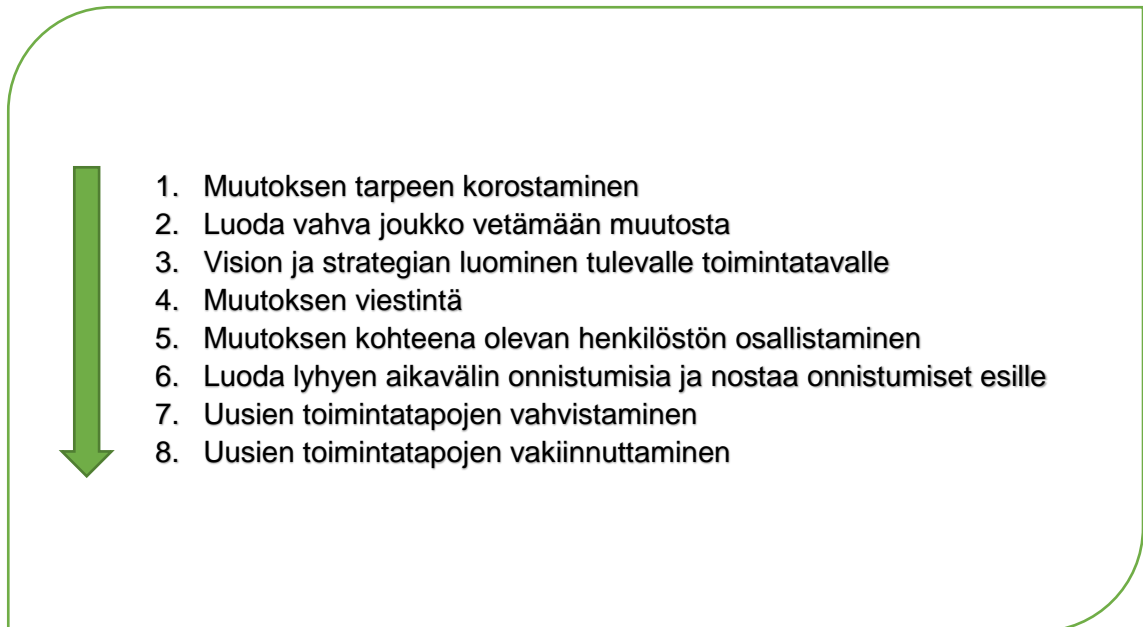 1. Muutoksen tarpeen korostaminen
2. Luoda vahva joukko vetämään muutosta
3. Vision ja strategian luominen tulevalle toimintatavalle
4. Muutoksen viestintä
5. Muutoksen kohteena olevan henkilöstön osallistaminen
6. Luoda lyhyen aikavälin onnistumisia ja nostaa onnistumiset esille
7. Uusien toimintatapojen vahvistaminen
8. Uusien toimintatapojen vakiinnuttaminen